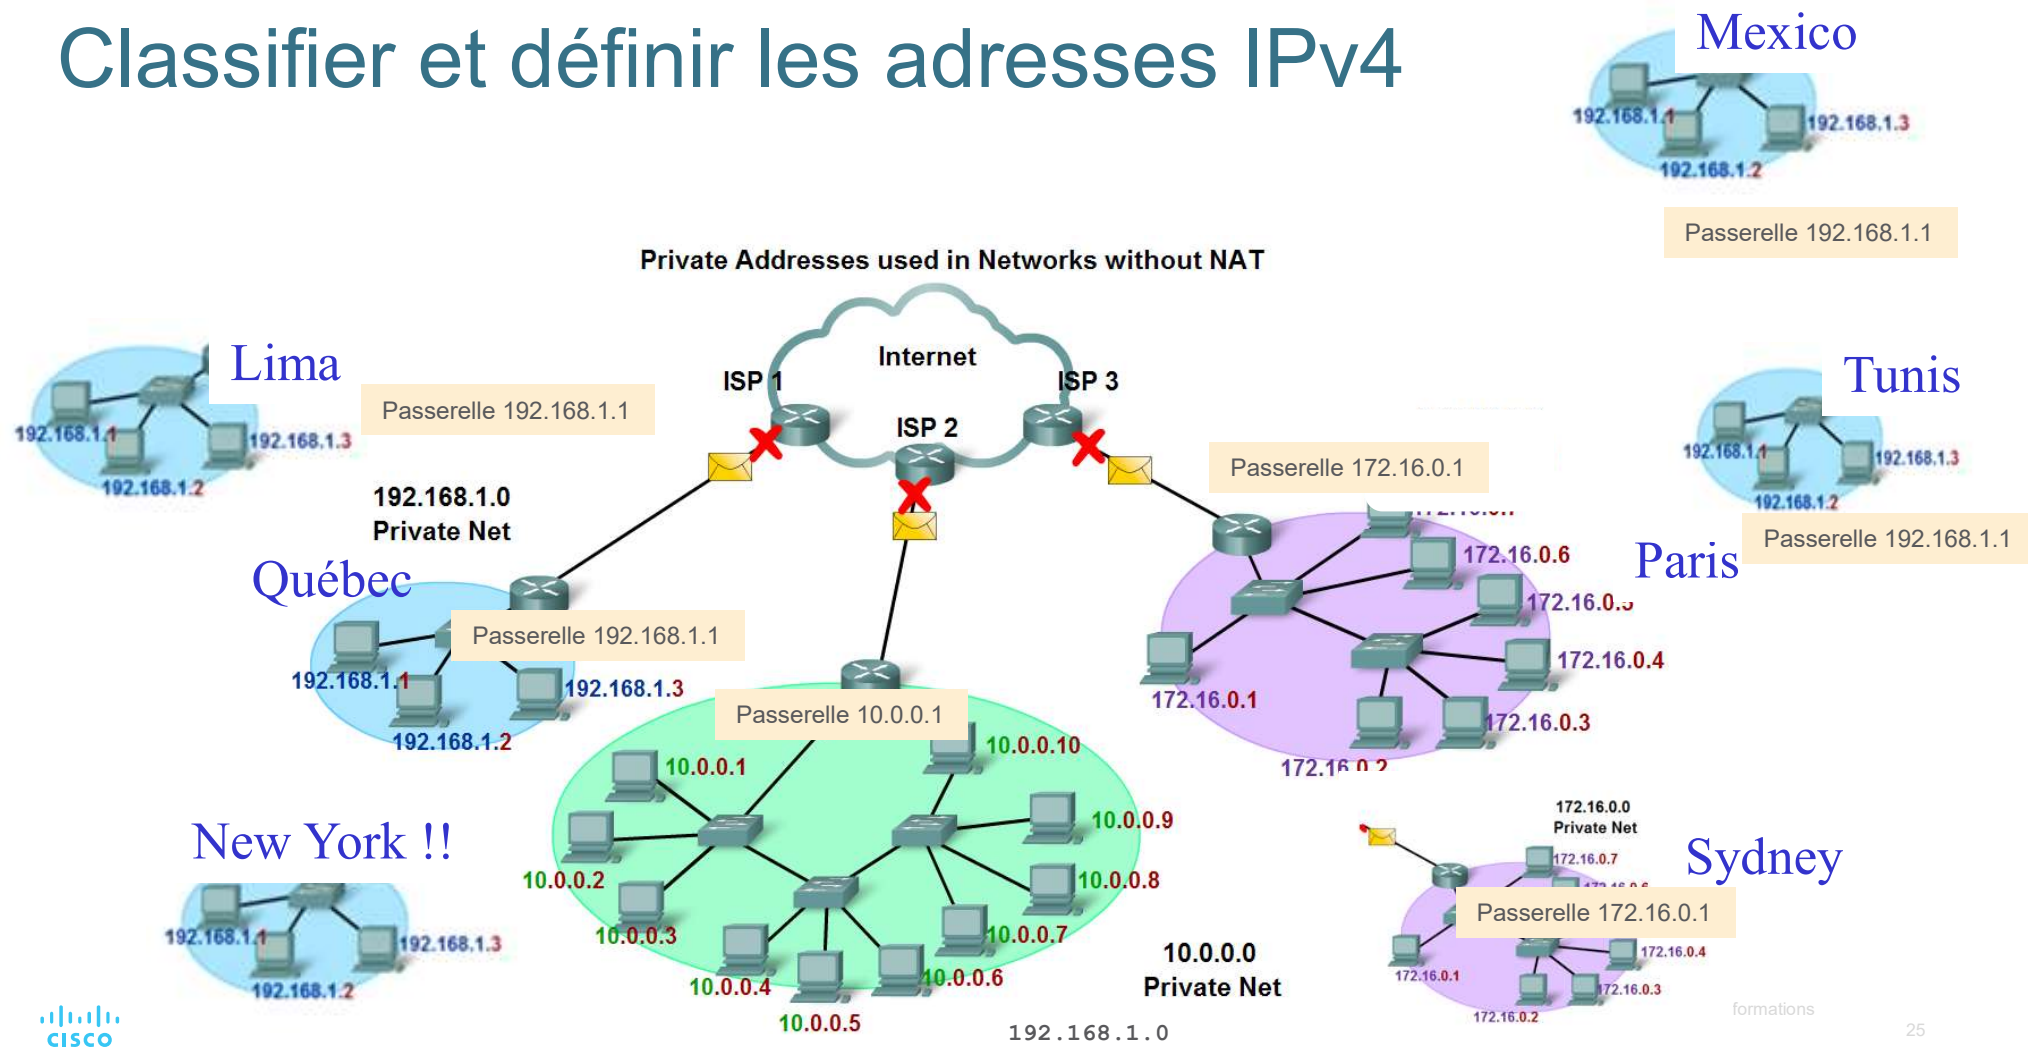 Classifier et définir les adresses IPv4
Mexico
192.168.1.1
192.168.1.3
192.168.1.2
Passerelle 192.168.1.1
Private Addresses used in Networks without NAT
Internet
ISP 1
ISP 3
ISP 2
Lima
Passerelle 192.168.1.1
192.168.1.1
192.168.1.3
192.168.1.2
Tunis
192.168.1.1
192.168.1.3
192.168.1.2
Passerelle 192.168.1.1
192.168.1.0
Private Net
Québec
Passerelle 192.168.1.1
192.168.1.1
192.168.1.3
192.168.1.2
Passerelle 172.16.0.1
Paris
172.16.0.6
172.16.0.5
172.16.0.4
172.16.0.1
172.16.0.3
172.16.0.2
Passerelle 10.0.0.1
10.0.0.10
10.0.0.1
10.0.0.9
10.0.0.2
10.0.0.8
10.0.0.3
10.0.0.7
10.0.0.4
10.0.0.6
10.0.0.5
10.0.0.0
Private Net
New York !!
192.168.1.1
192.168.1.3
192.168.1.2
172.16.0.0
Private Net
Sydney
172.16.0.7
Passerelle 172.16.0.1
172.16.0.4
172.16.0.1
172.16.0.3
172.16.0.2
CISCO
192.168.1.0
formations
25